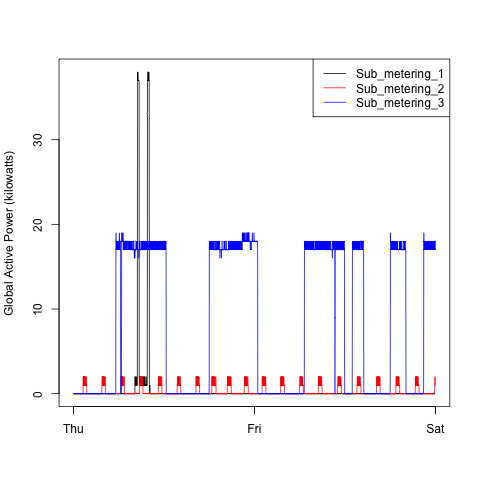 Sub_metering_1
Sub_metering_2
Sub_metering_3
Global Active Power (kilowatts)
30
20
10
0
Thu Fri Sat